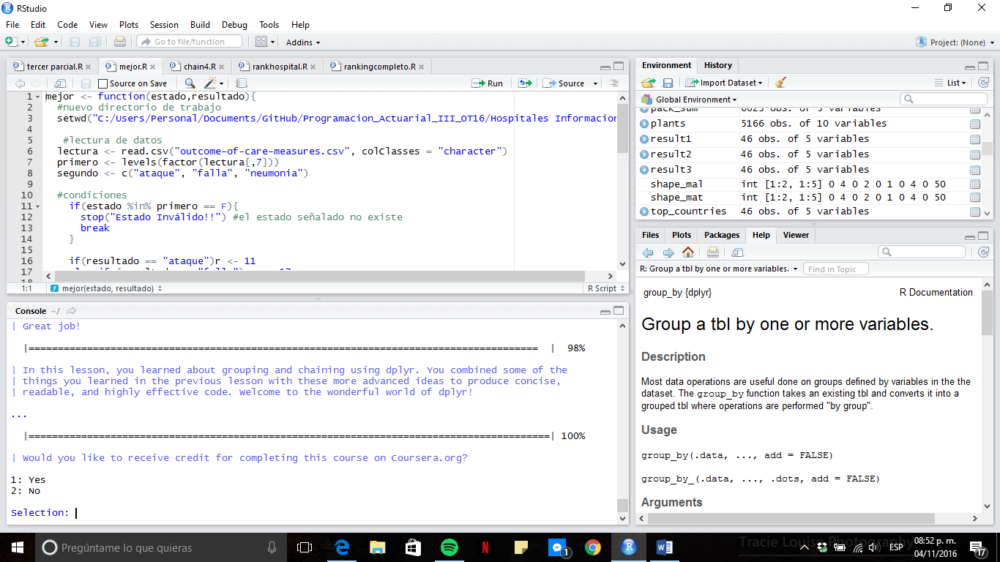 RStudio
File Edit Code View Plots Session Build Debug Tools Help
Go to file/function Addins Project: (None)
tercer parcial.R mejor.R chain4.R rankhospital.R rankingcompleto.R
Source on Save Run Source
1 mejor <- function(estado,resultado){
2 #nuevo directorio de trabajo
3 setwd("C:/Users/Personal/Documents/GitHub/Programacion_Actuarial_III_OT16/Hospitales Informacion
4
5 #lectura de datos
6 lectura <- read.csv("outcome-of-care-measures.csv", colClasses = "character")
7 primero <- levels(factor(lectura[,7]))
8 segundo <- c("ataque", "falla", "neumonia")
9
10 #condiciones
11 if(estado %in% primero == F){
12 stop("Estado Inválido!!") #el estado señalado no existe
13 break
14 }
15
16 if(resultado == "ataque")r <- 11
17
18
1:1 mejor(estado, resultado) R Script
Console ~/
| Great job!
|======================================================================================= | 98%
| In this lesson, you learned about grouping and chaining using dplyr. You combined some of the
| things you learned in the previous lesson with these more advanced ideas to produce concise,
| readable, and highly effective code. Welcome to the wonderful world of dplyr!
...
|=========================================================================================| 100%
| Would you like to receive credit for completing this course on Coursera.org?
1: Yes
2: No
Selection:
Environment History
Import Dataset List
Global Environment
pack_sum 6023 obs. of 5 variables
plants 5166 obs. of 10 variables
result1 46 obs. of 5 variables
result2 46 obs. of 5 variables
result3 46 obs. of 5 variables
shape_mal int [1:2, 1:5] 0 4 0 2 0 1 0 4 0 50
shape_mat int [1:2, 1:5] 0 4 0 2 0 1 0 4 0 50
top_countries 46 obs. of 5 variables
Files Plots Packages Help Viewer
R: Group a tbl by one or more variables. Find in Topic
group_by {dplyr} R Documentation
Group a tbl by one or more variables.
Description
Most data operations are useful done on groups defined by variables in the the
dataset. The group_by function takes an existing tbl and converts it into a
grouped tbl where operations are performed "by group".
Usage
group_by(.data, ..., add = FALSE)
group_by_(.data, ..., .dots, add = FALSE)
Arguments
Pregúntame lo que quieras
1
Tracie Louise Photography
ESP
08:52 p. m.
04/11/2016
17